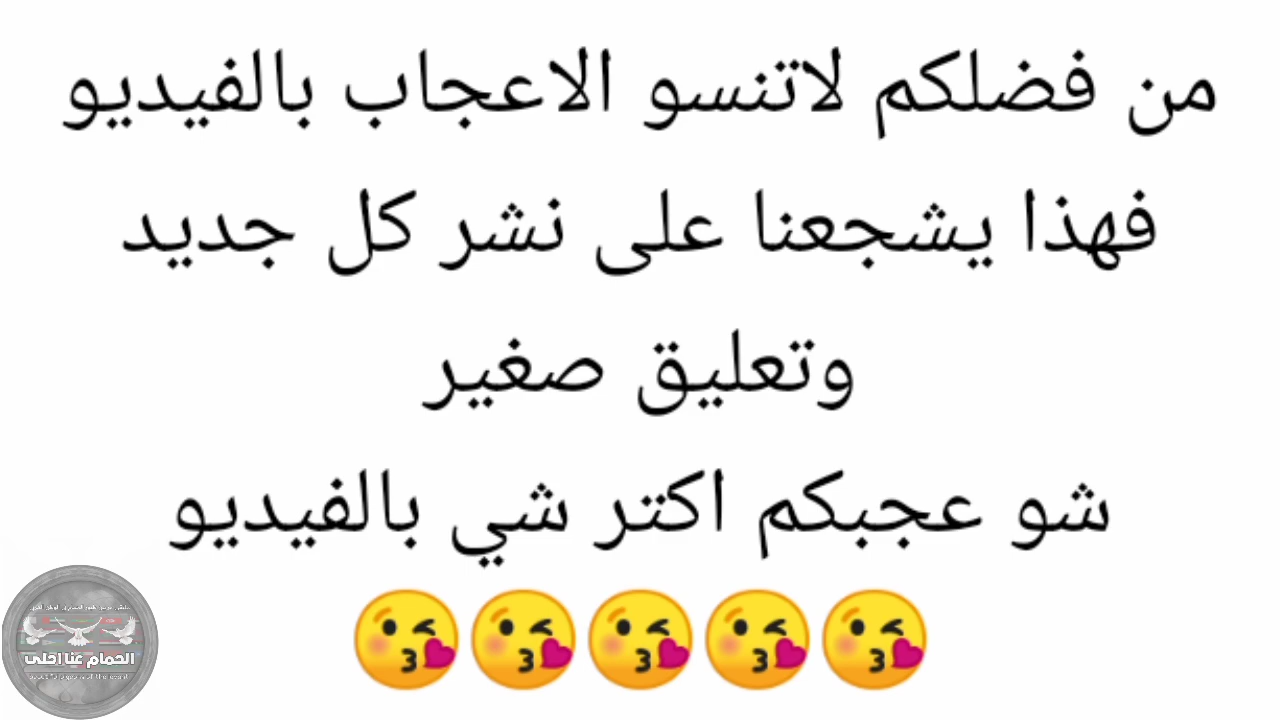 من فضلكم لاتنسو الاعجاب بالفيديو
فهذا يشجعنا على نشر كل جديد
وتعليق صغير
شو عجبكم اكتر شي بالفيديو
😘😘😘😘😘
الحمام عنا احلى